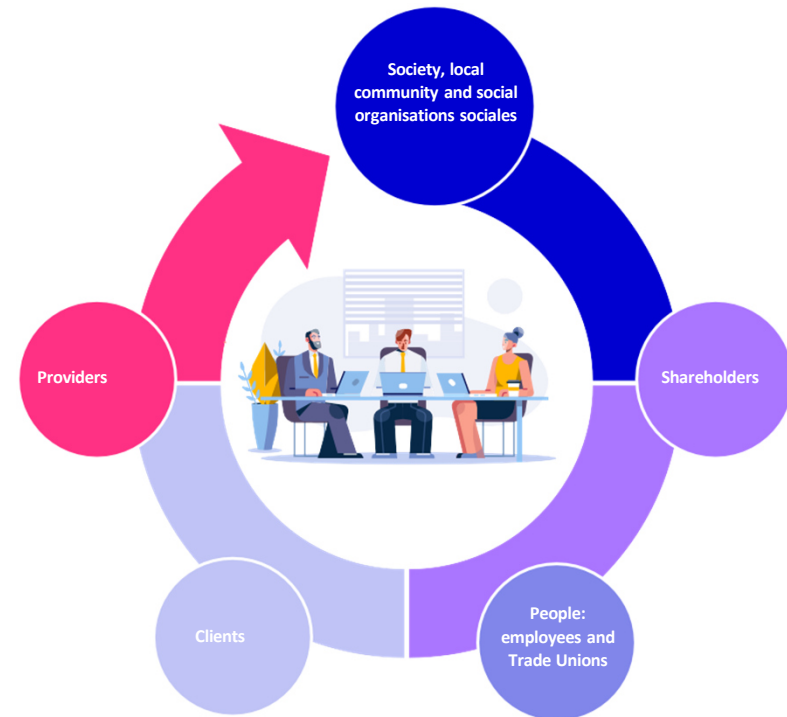 Society, local
community and social
organisations sociales
Shareholders
People:
employees and
Trade Unions
Clients
Providers